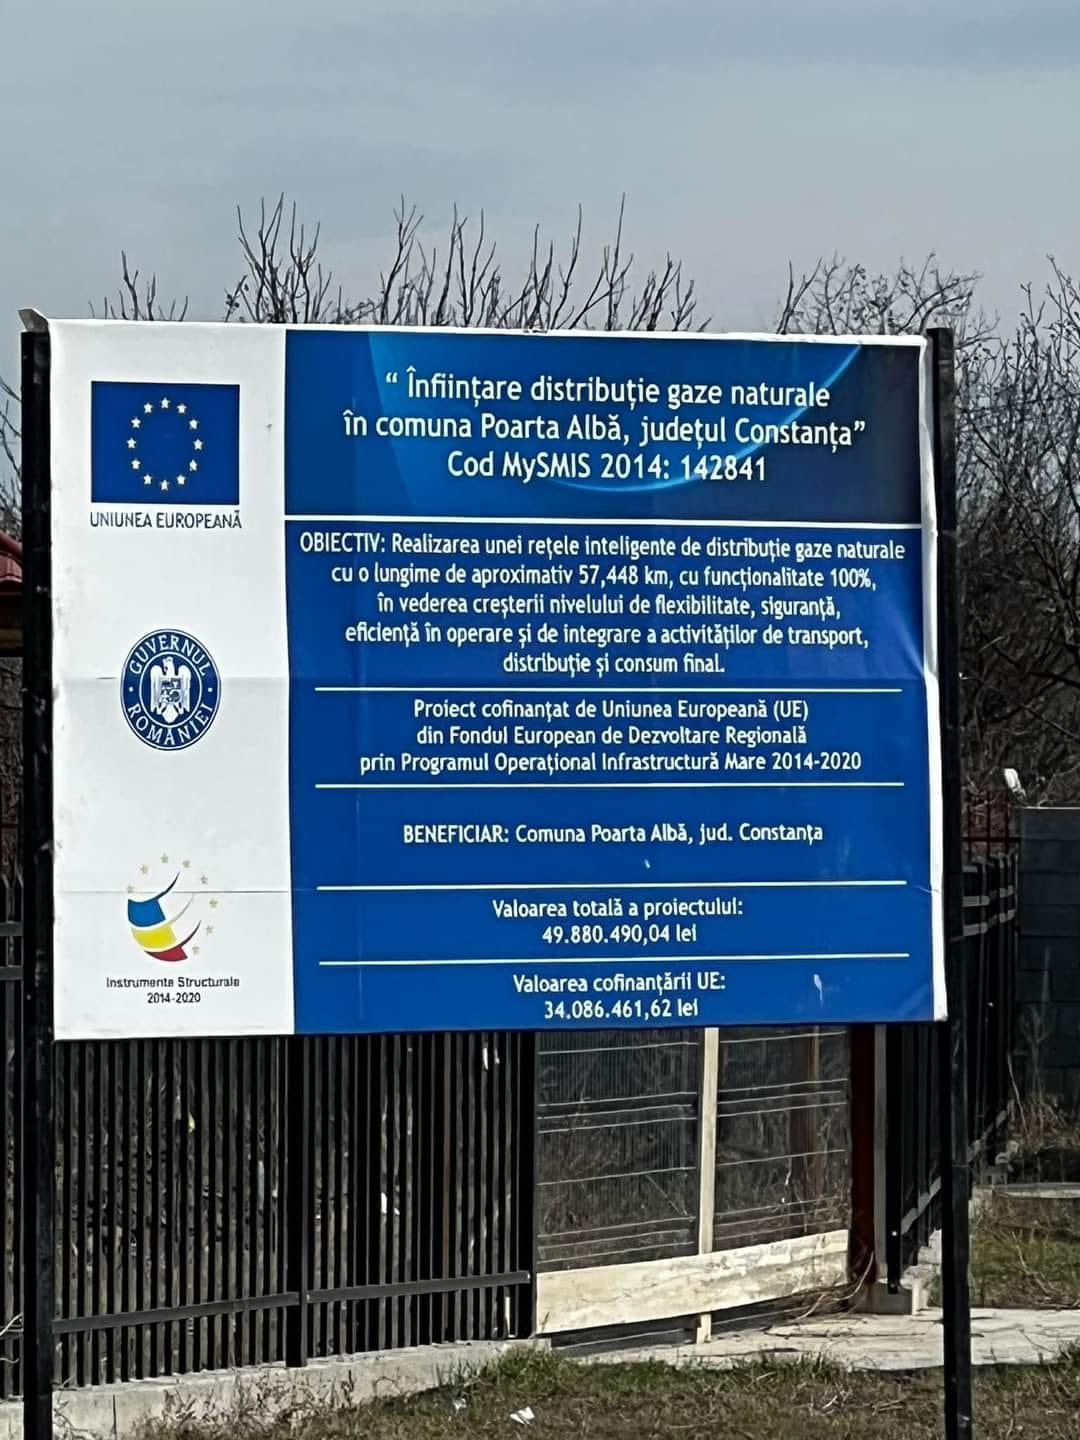 “ Înființare distribuție gaze naturale
în comuna Poarta Albă, județul Constanța”
Cod MySMIS 2014: 142841
UNIUNEA EUROPEANĂ
OBIECTIV: Realizarea unei rețele inteligente de distribuție gaze naturale
cu o lungime de aproximativ 57,448 km, cu funcționalitate 100%,
în vederea creșterii nivelului de flexibilitate, siguranță,
eficiență în operare și de integrare a activităților de transport,
distribuție și consum final.
GUVERNUL
ROMÂNIEI
Proiect cofinanțat de Uniunea Europeană (UE)
din Fondul European de Dezvoltare Regională
prin Programul Operațional Infrastructură Mare 2014-2020
BENEFICIAR: Comuna Poarta Albă, jud. Constanța
Valoarea totală a proiectului:
49.880.490,04 lei
Instrumente Structurale
2014-2020
Valoarea cofinanțării UE:
34.086.461,62 lei